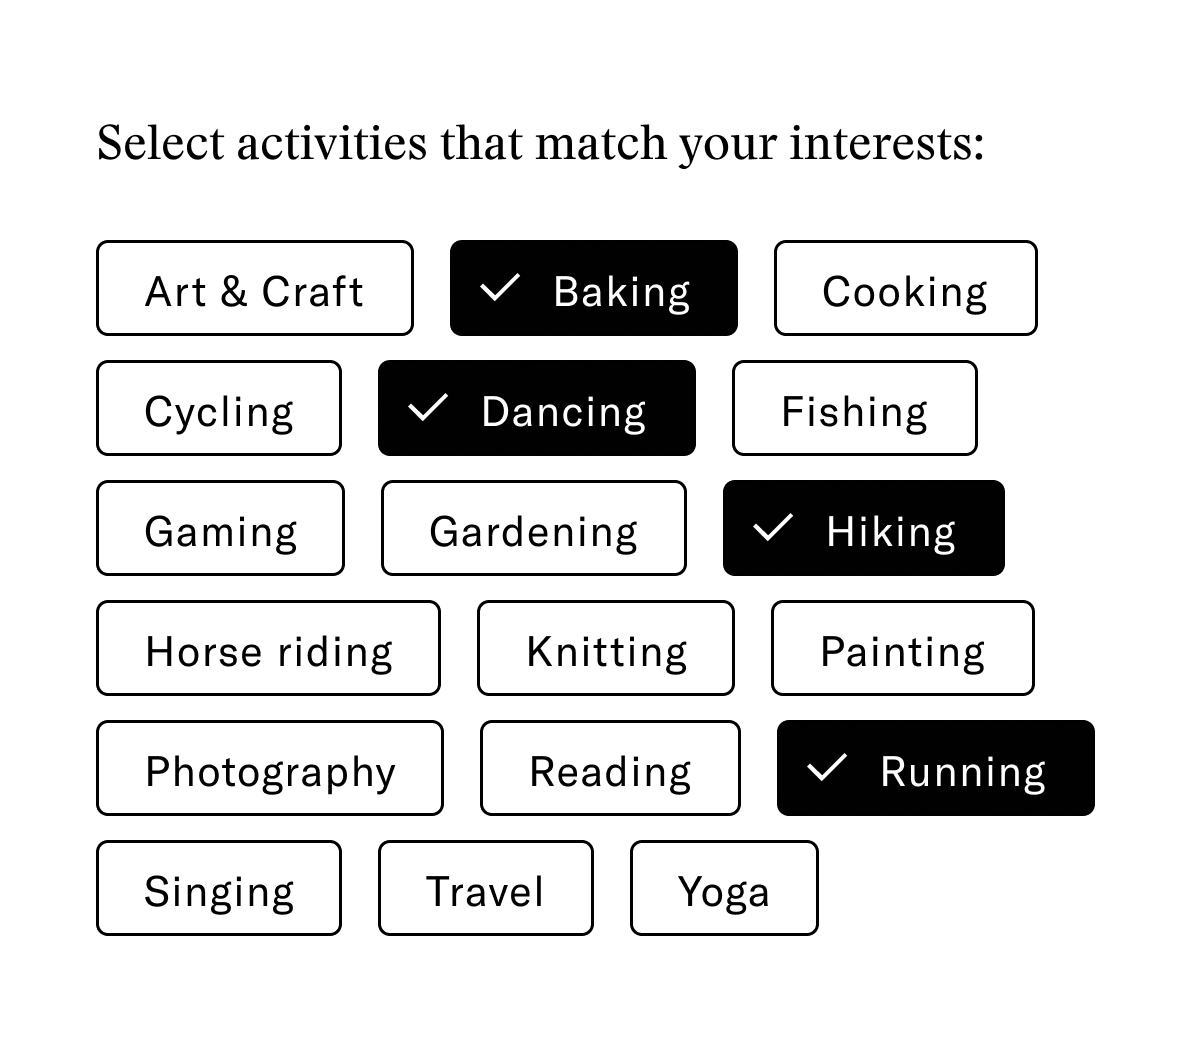 Select activities that match your interests:
Art & Craft Baking Cooking
Cycling Dancing Fishing
Gaming Gardening Hiking
Horse riding Knitting Painting
Photography Reading Running
Singing Travel Yoga